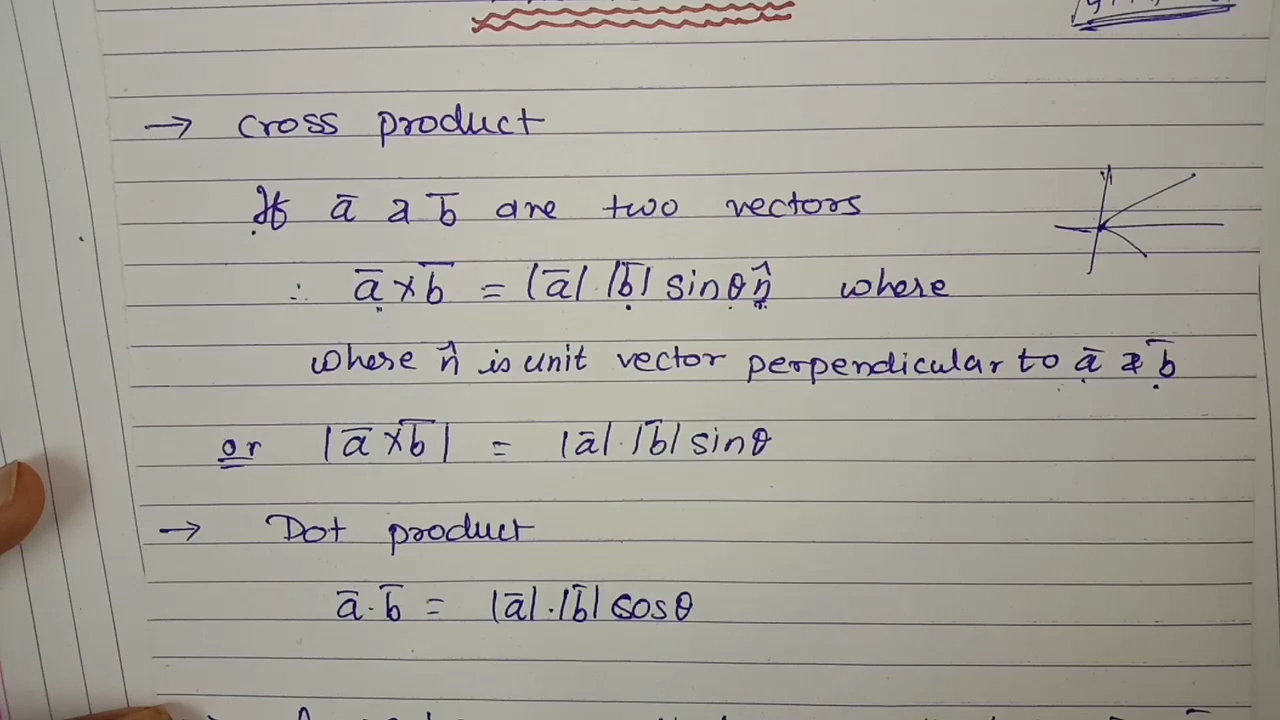 → Cross product
If a̅ & b̅ are two vectors
∴ a̅ × b̅ = |a̅|·|b̅| sinθ n̂ where
where n̂ is unit vector perpendicular to a̅ & b̅
or |a̅ × b̅| = |a̅|·|b̅| sinθ
→ Dot product
a̅·b̅ = |a̅|·|b̅| cosθ